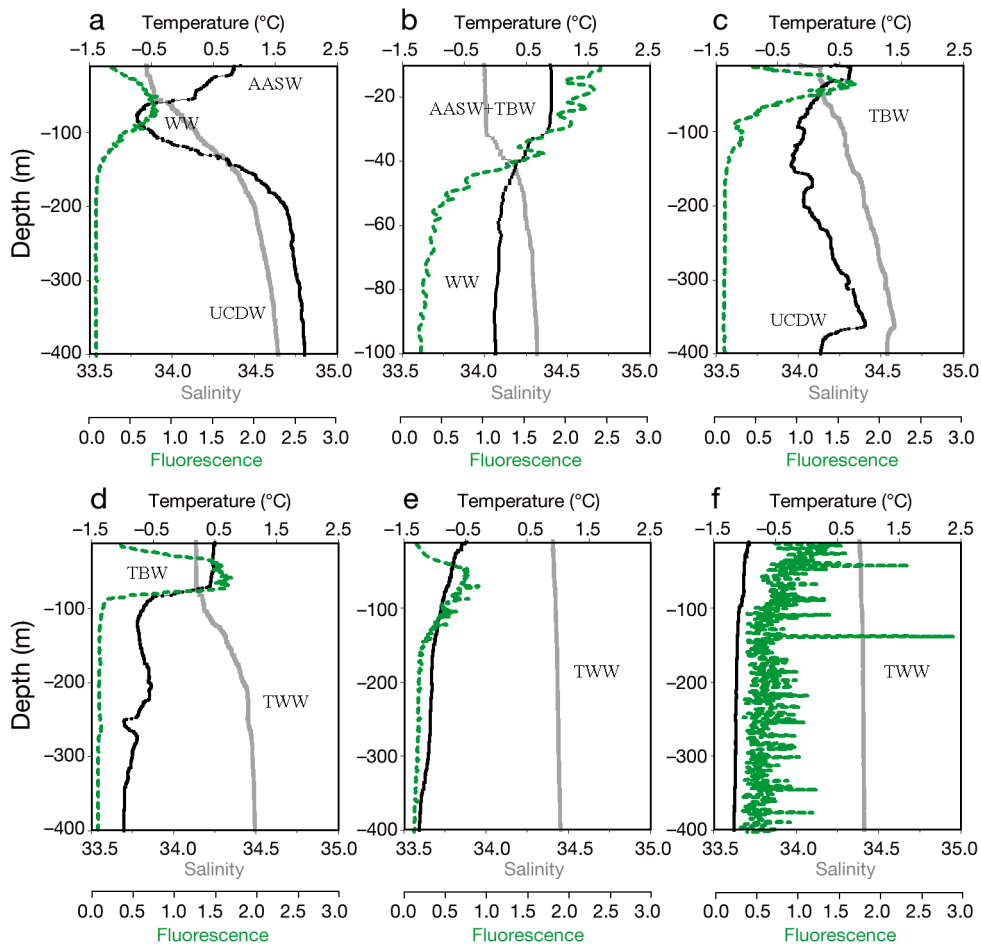 a
Temperature (°C)
−1.5 −0.5 0.5 1.5 2.5
b
Temperature (°C)
−1.5 −0.5 0.5 1.5 2.5
c
Temperature (°C)
−1.5 −0.5 0.5 1.5 2.5
Depth (m)
−100
−200
−300
−400
AASW
WW
UCDW
−20
−40
−60
−80
−100
AASW+TBW
WW
−100
−200
−300
−400
TBW
UCDW
33.5 34.0 34.5 35.0
Salinity
33.5 34.0 34.5 35.0
Salinity
33.5 34.0 34.5 35.0
Salinity
0.0 0.5 1.0 1.5 2.0 2.5 3.0
Fluorescence
0.0 0.5 1.0 1.5 2.0 2.5 3.0
Fluorescence
0.0 0.5 1.0 1.5 2.0 2.5 3.0
Fluorescence
d
Temperature (°C)
−1.5 −0.5 0.5 1.5 2.5
e
Temperature (°C)
−1.5 −0.5 0.5 1.5 2.5
f
Temperature (°C)
−1.5 −0.5 0.5 1.5 2.5
Depth (m)
−100
−200
−300
−400
TBW
TWW
−100
−200
−300
−400
TWW
−100
−200
−300
−400
TWW
33.5 34.0 34.5 35.0
Salinity
33.5 34.0 34.5 35.0
Salinity
33.5 34.0 34.5 35.0
Salinity
0.0 0.5 1.0 1.5 2.0 2.5 3.0
Fluorescence
0.0 0.5 1.0 1.5 2.0 2.5 3.0
Fluorescence
0.0 0.5 1.0 1.5 2.0 2.5 3.0
Fluorescence